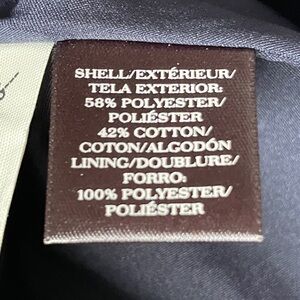 SHELL/EXTÉRIEUR/
TELA EXTERIOR:
58% POLYESTER/
POLIÉSTER
42% COTTON/
COTON/ALGODÓN
LINING/DOUBLURE/
FORRO:
100% POLYESTER/
POLIÉSTER